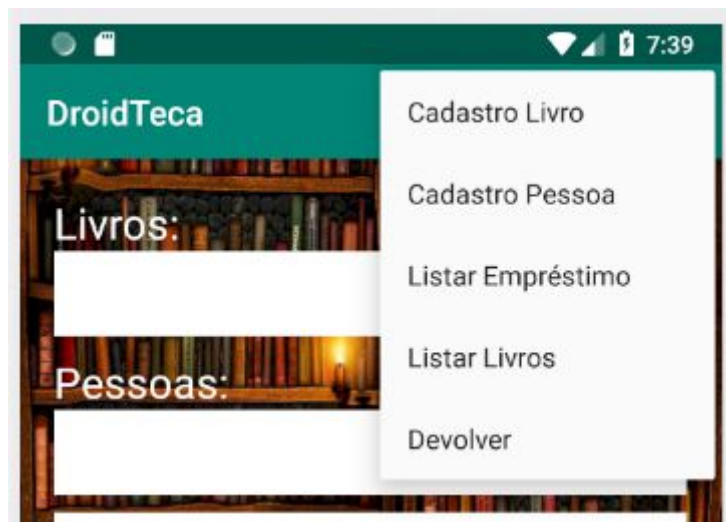 7:39
DroidTeca
Cadastro Livro
Cadastro Pessoa
Livros:
Listar Empréstimo
Listar Livros
Pessoas:
Devolver